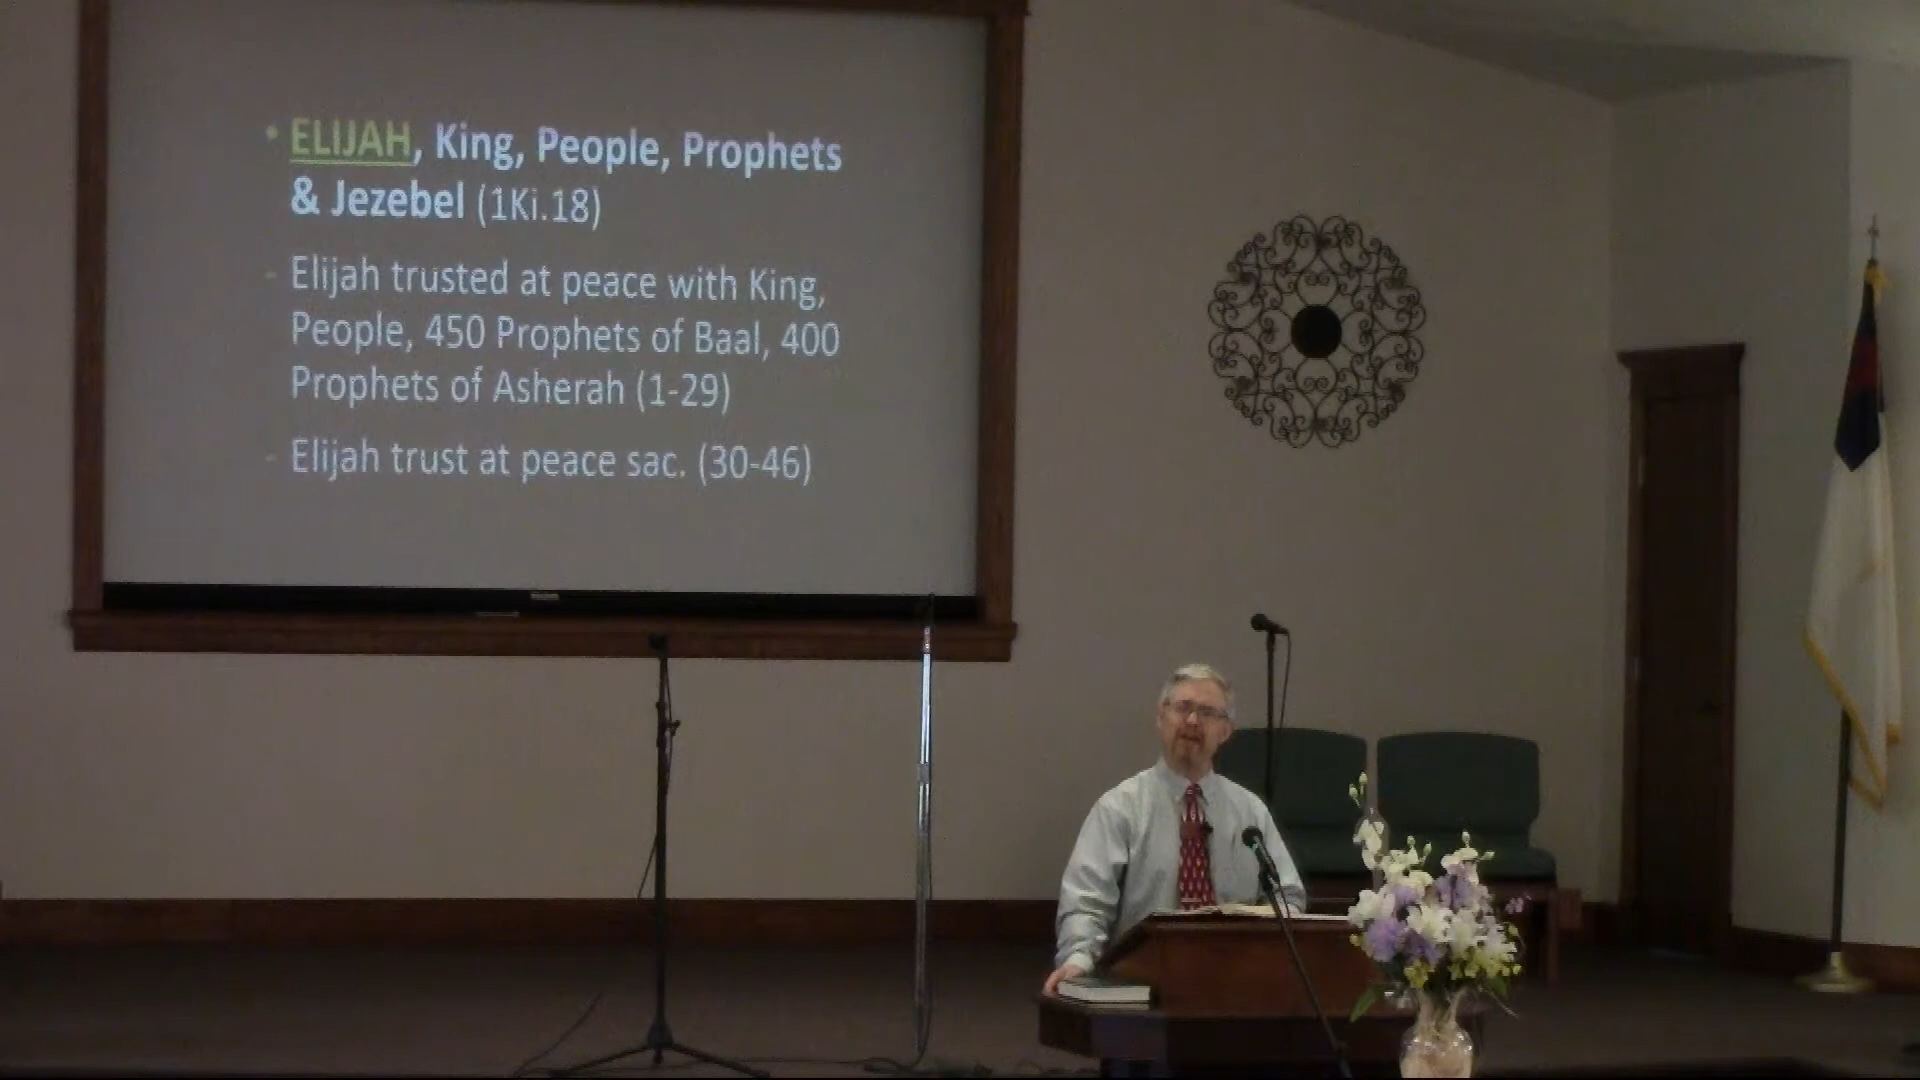 • ELIJAH, King, People, Prophets
& Jezebel (1Ki.18)
- Elijah trusted at peace with King,
People, 450 Prophets of Baal, 400
Prophets of Asherah (1-29)
- Elijah trust at peace sac. (30-46)